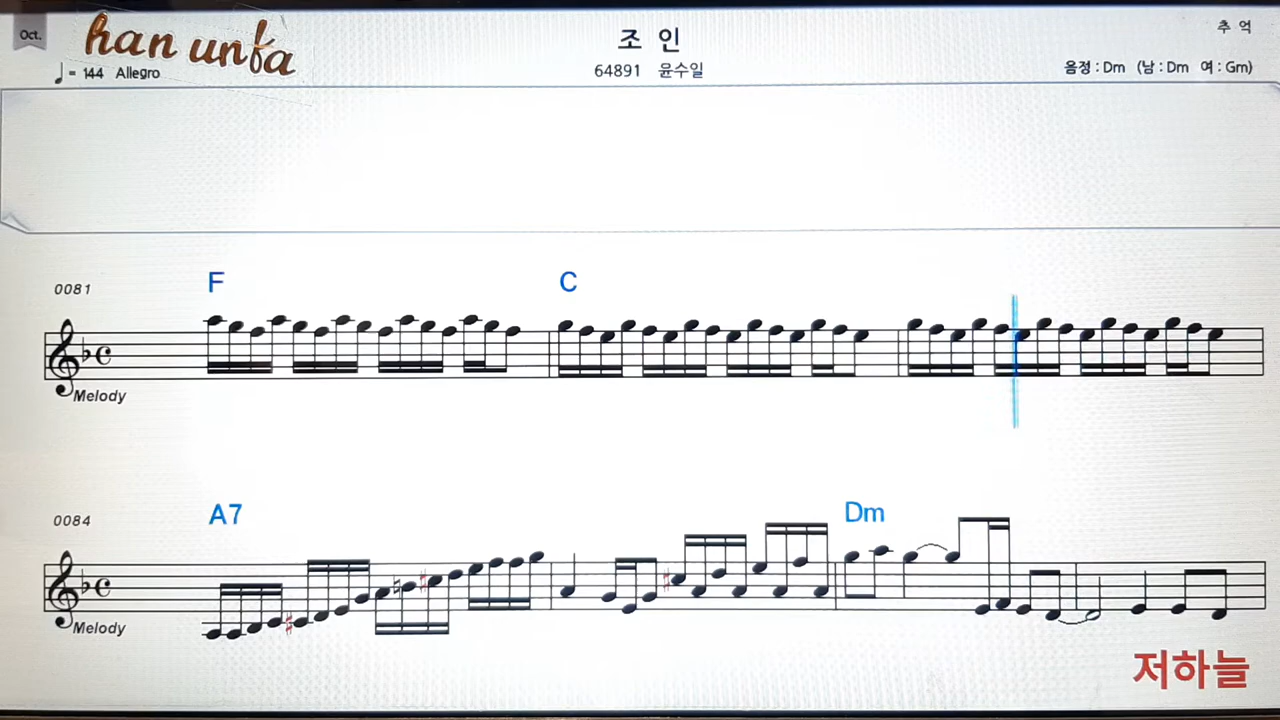 Oct.
han unfa
조 인
추 억
♩ = 144 Allegro
64891 윤수일
음정 : Dm (남 : Dm 여 : Gm)
0081
F C
Melody
0084
A7 Dm
Melody
저하늘